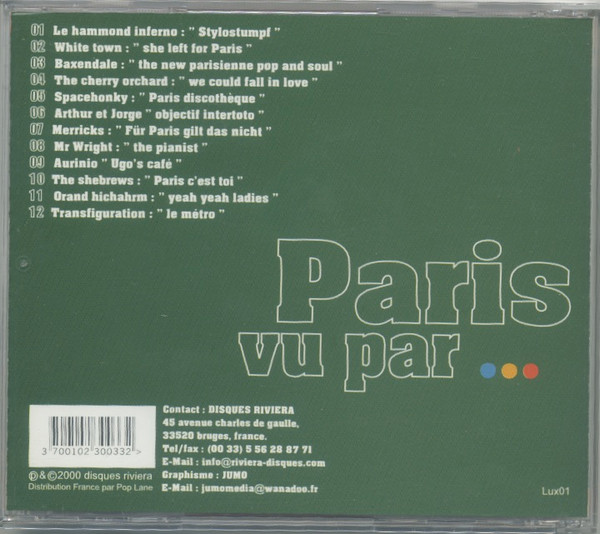 01 Le hammond inferno : " Stylostumpf "
02 White town : " she left for Paris "
03 Baxendale : " the new parisienne pop and soul "
04 The cherry orchard : " we could fall in love "
05 Spacehonky : " Paris discothèque "
06 Arthur et Jorge " objectif intertoto "
07 Merricks : " Für Paris gilt das nicht "
08 Mr Wright : " the pianist "
09 Aurinio " Ugo's café "
10 The shebrews : " Paris c'est toi "
11 Orand hichahrm : " yeah yeah ladies "
12 Transfiguration : " le métro "
Paris
vu par ...
Contact : DISQUES RIVIERA
45 avenue charles de gaulle,
33520 bruges, france.
Tel/fax : (00 33) 5 56 28 87 71
E-Mail : info@riviera-disques.com
Graphisme : JUMO
E-Mail : jumomedia@wanadoo.fr
3 700102 300332 >
℗&©2000 disques riviera
Distribution France par Pop Lane
Lux01